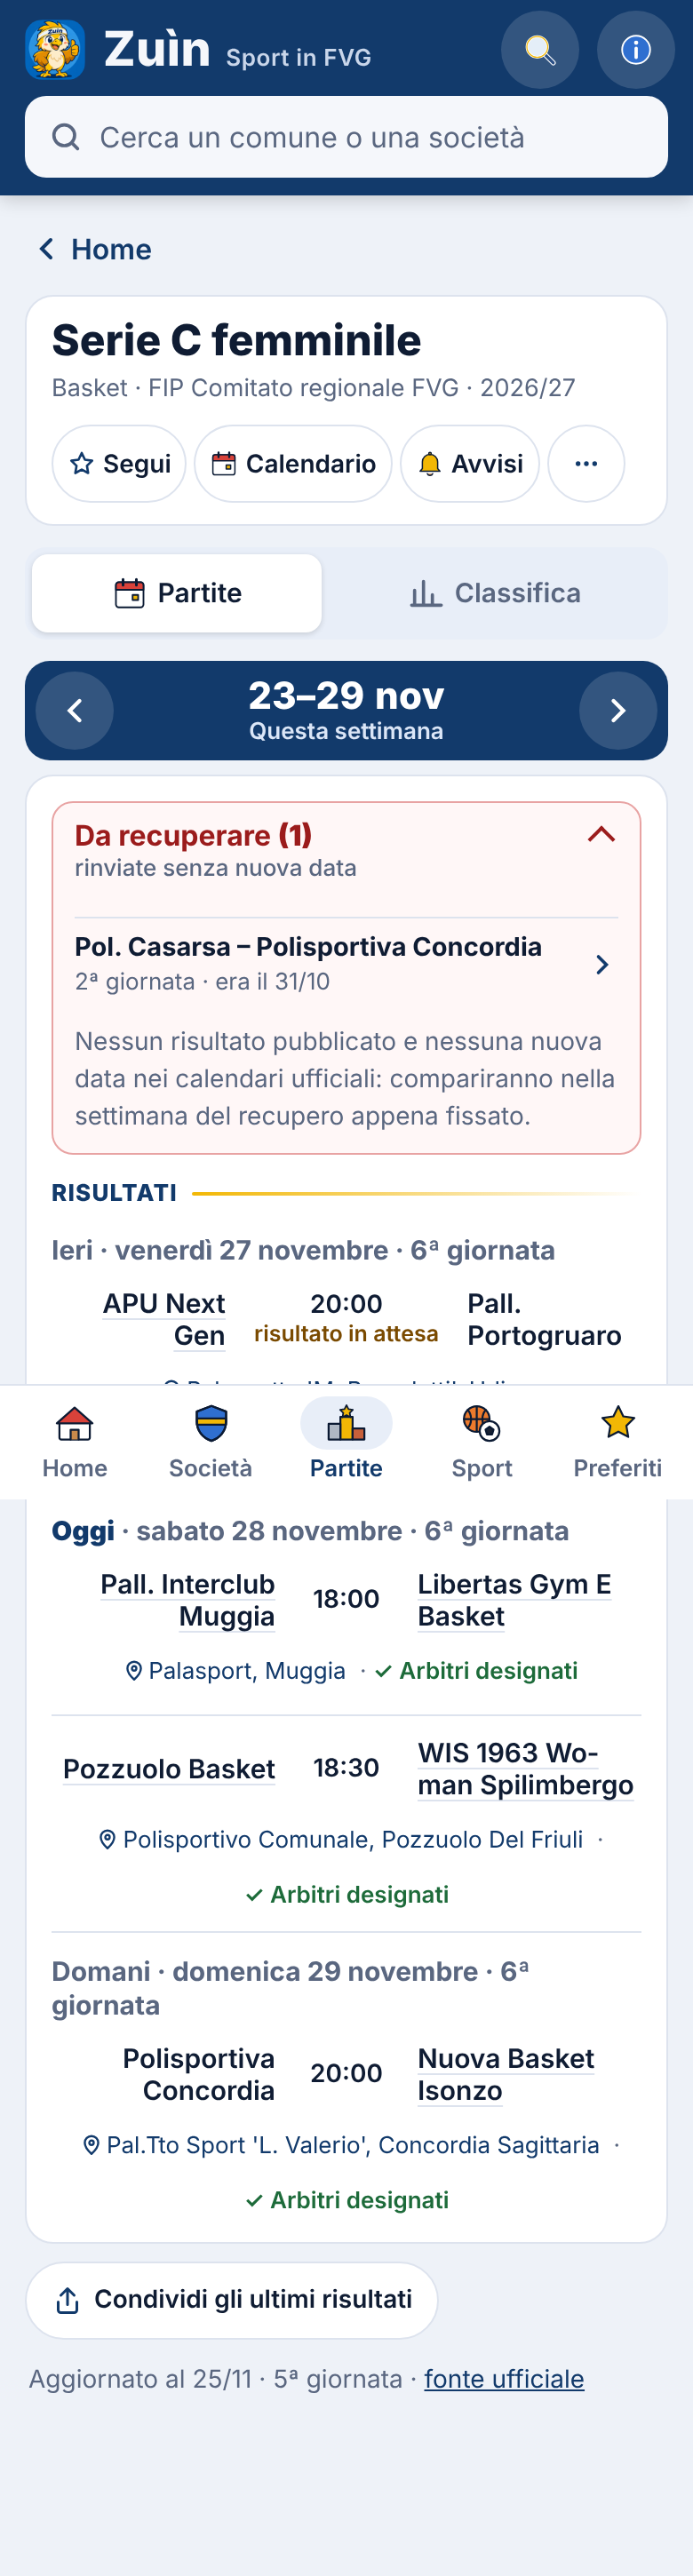 Zuìn Sport in FVG
Cerca un comune o una società
Home
Serie C femminile
Basket · FIP Comitato regionale FVG · 2026/27
Segui
Calendario
Avvisi
Partite
Classifica
23–29 nov
Questa settimana
Da recuperare (1)
rinviate senza nuova data
Pol. Casarsa – Polisportiva Concordia
2ª giornata · era il 31/10
Nessun risultato pubblicato e nessuna nuova
data nei calendari ufficiali: compariranno nella
settimana del recupero appena fissato.
RISULTATI
Ieri · venerdì 27 novembre · 6ª giornata
APU Next
Gen
20:00
risultato in attesa
Pall.
Portogruaro
Home
Società
Partite
Sport
Preferiti
Oggi · sabato 28 novembre · 6ª giornata
Pall. Interclub
Muggia
18:00
Libertas Gym E
Basket
Palasport, Muggia · ✓ Arbitri designati
Pozzuolo Basket
18:30
WIS 1963 Wo-
man Spilimbergo
Polisportivo Comunale, Pozzuolo Del Friuli ·
✓ Arbitri designati
Domani · domenica 29 novembre · 6ª
giornata
Polisportiva
Concordia
20:00
Nuova Basket
Isonzo
Pal.Tto Sport 'L. Valerio', Concordia Sagittaria ·
✓ Arbitri designati
Condividi gli ultimi risultati
Aggiornato al 25/11 · 5ª giornata · fonte ufficiale